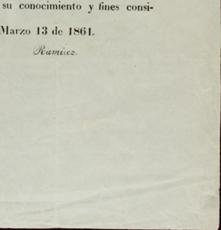 su conocimiento y fines consi-
Marzo 13 de 1861.
Ramirez.